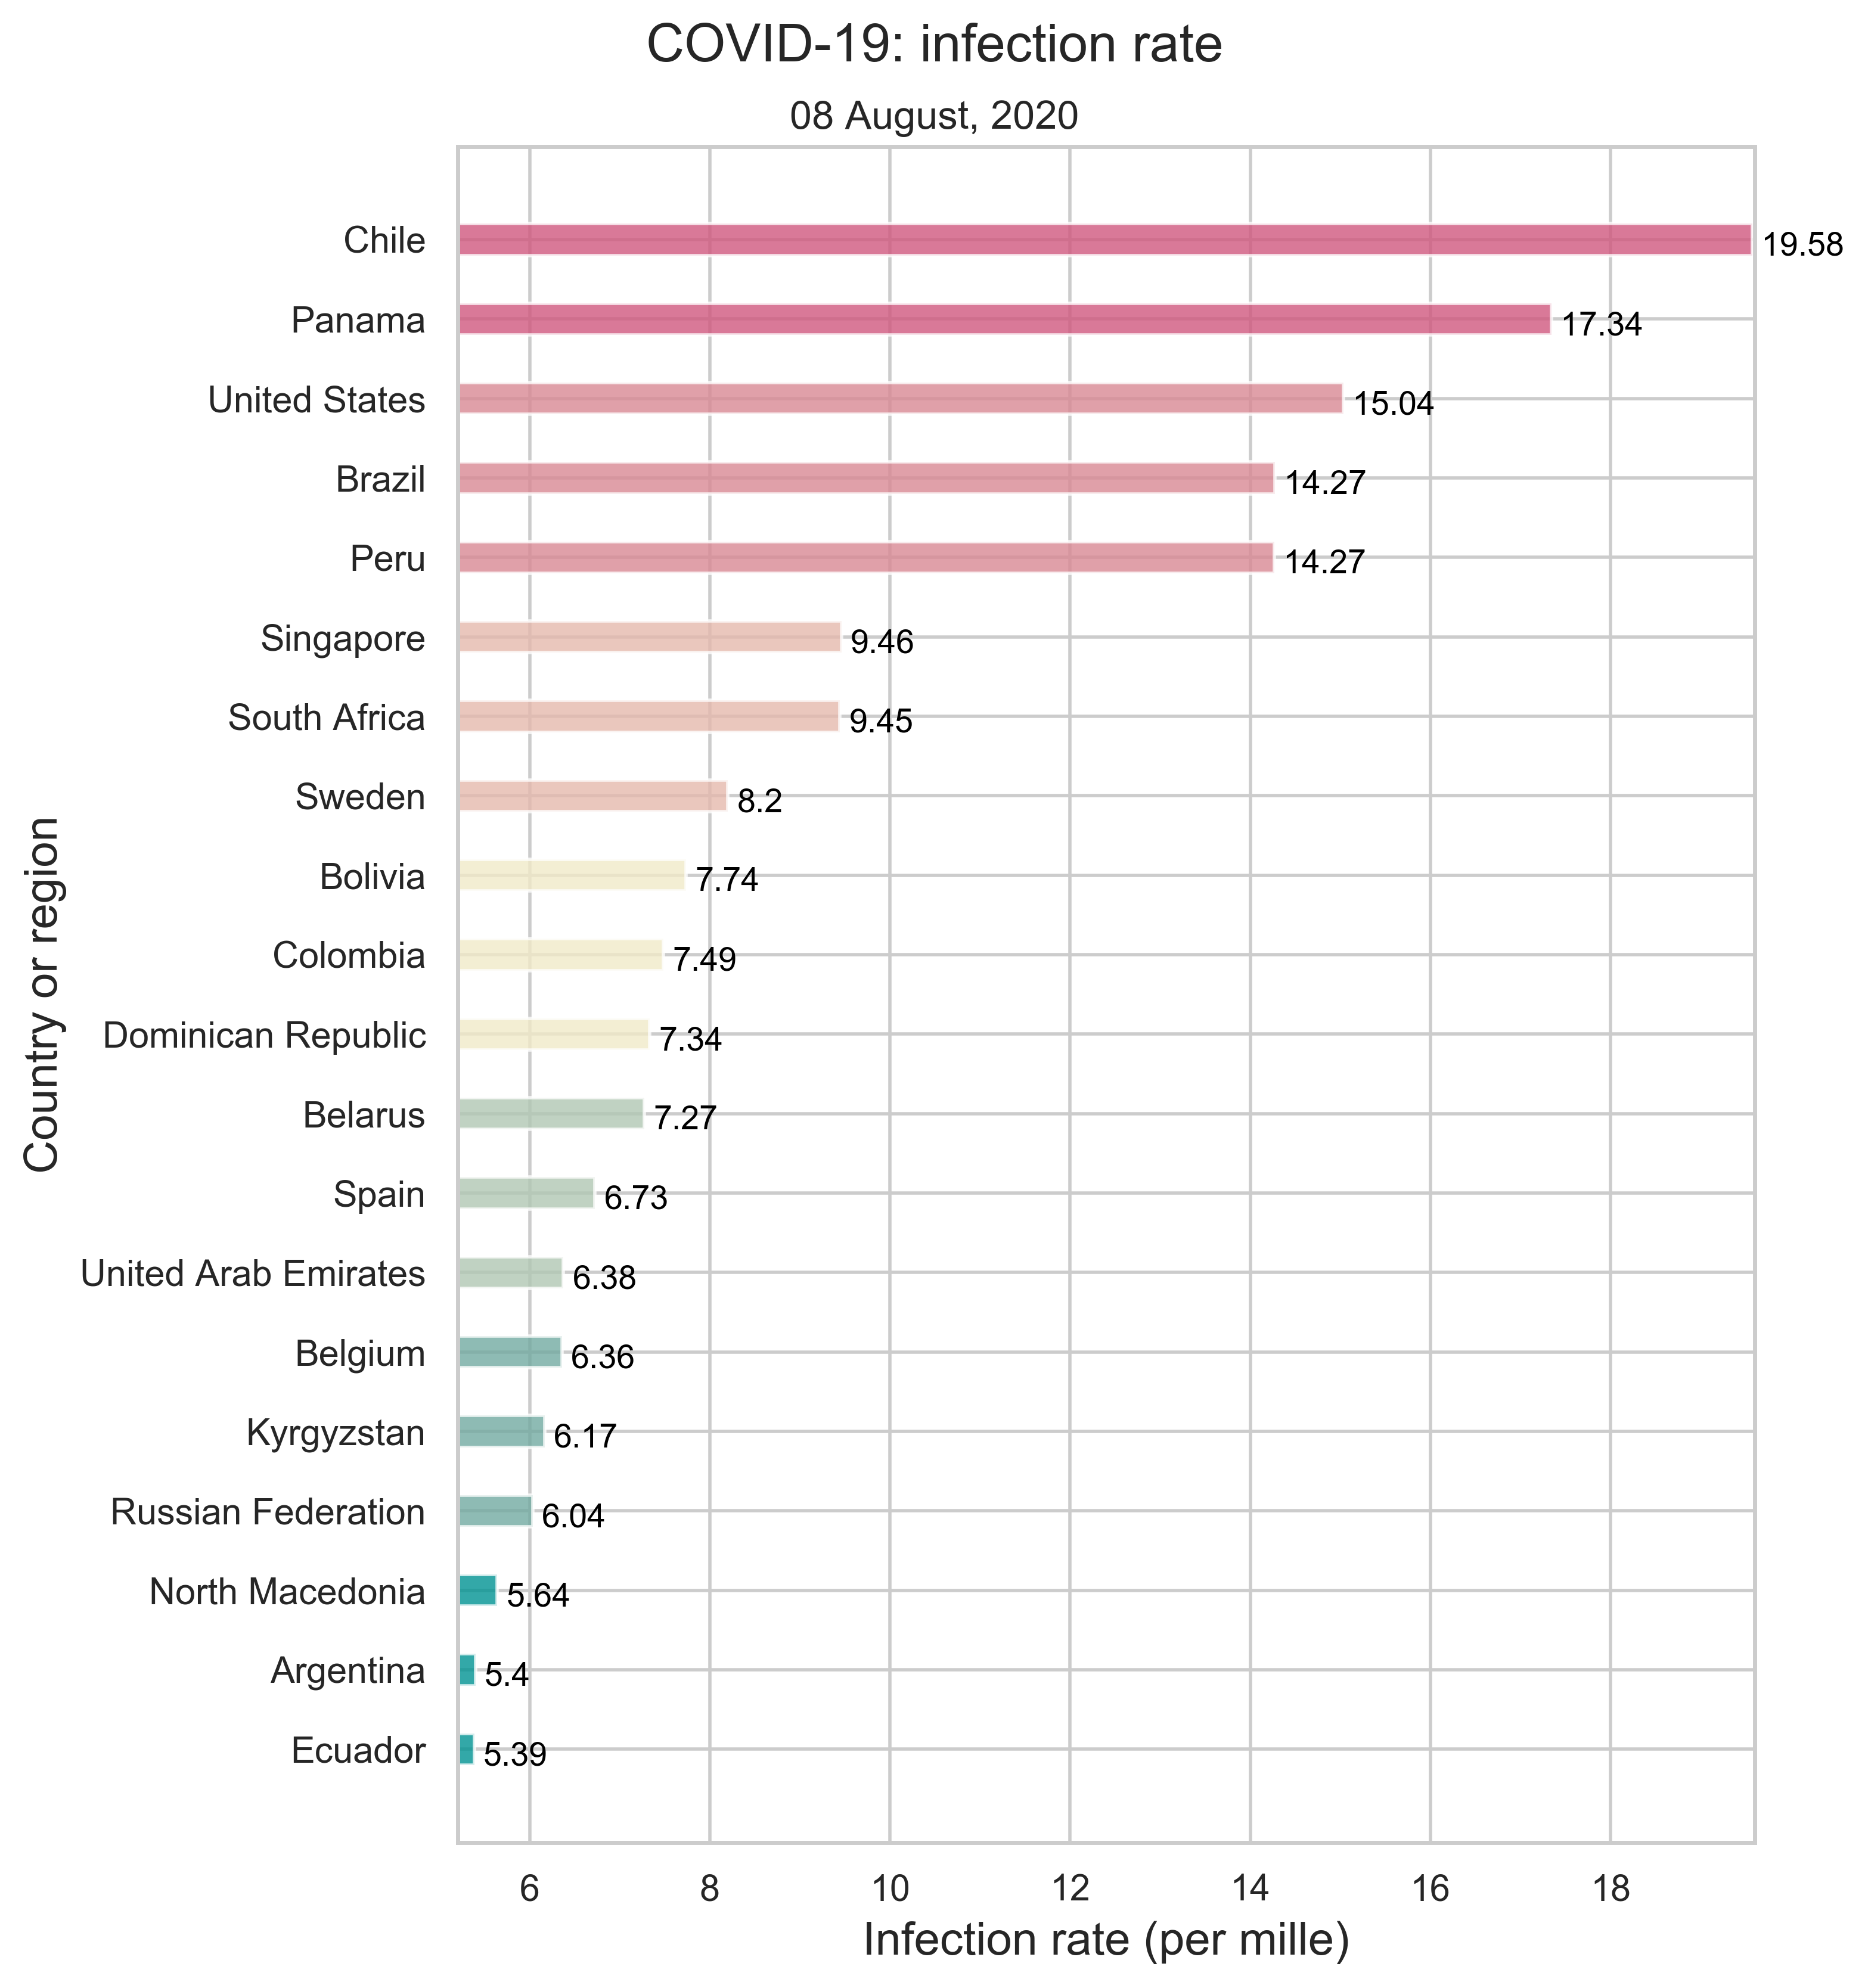 COVID-19: infection rate
08 August, 2020
Chile 19.58
Panama 17.34
United States 15.04
Brazil 14.27
Peru 14.27
Singapore 9.46
South Africa 9.45
Sweden 8.2
Bolivia 7.74
Colombia 7.49
Dominican Republic 7.34
Belarus 7.27
Spain 6.73
United Arab Emirates 6.38
Belgium 6.36
Kyrgyzstan 6.17
Russian Federation 6.04
North Macedonia 5.64
Argentina 5.4
Ecuador 5.39
Country or region
6 8 10 12 14 16 18
Infection rate (per mille)